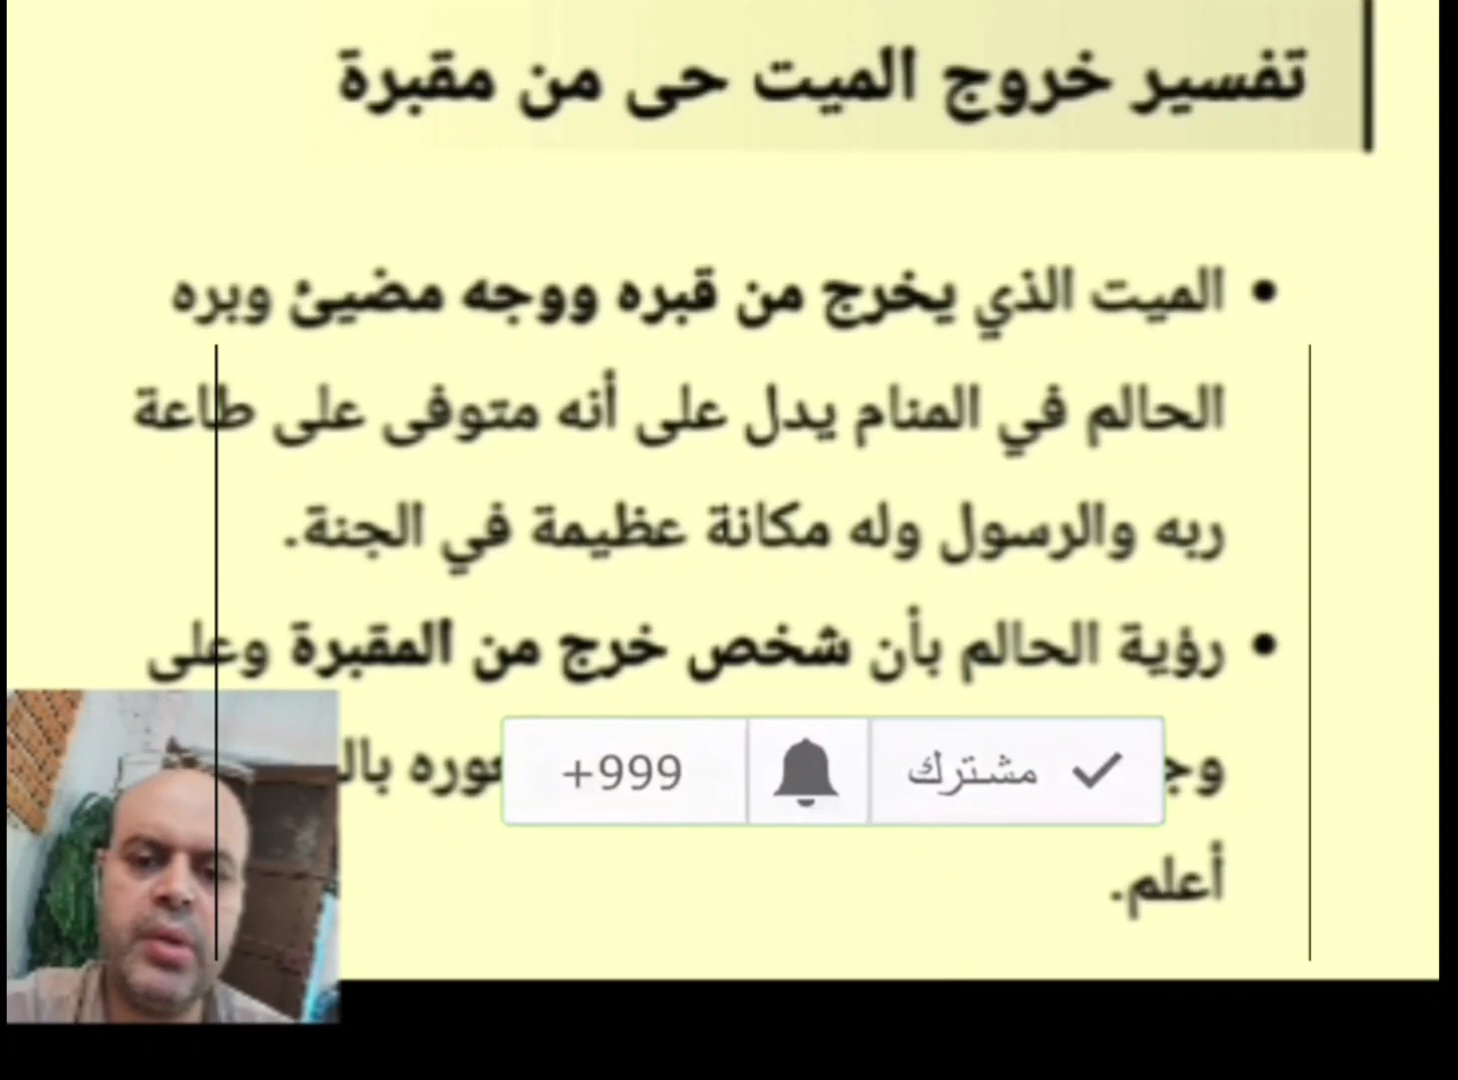 تفسير خروج الميت حى من مقبرة
• الميت الذي يخرج من قبره ووجه مضيئ وبره
الحالم في المنام يدل على أنه متوفى على طاعة
ربه والرسول وله مكانة عظيمة في الجنة.
• رؤية الحالم بأن شخص خرج من المقبرة وعلى
مشترك
+999
أعلم.